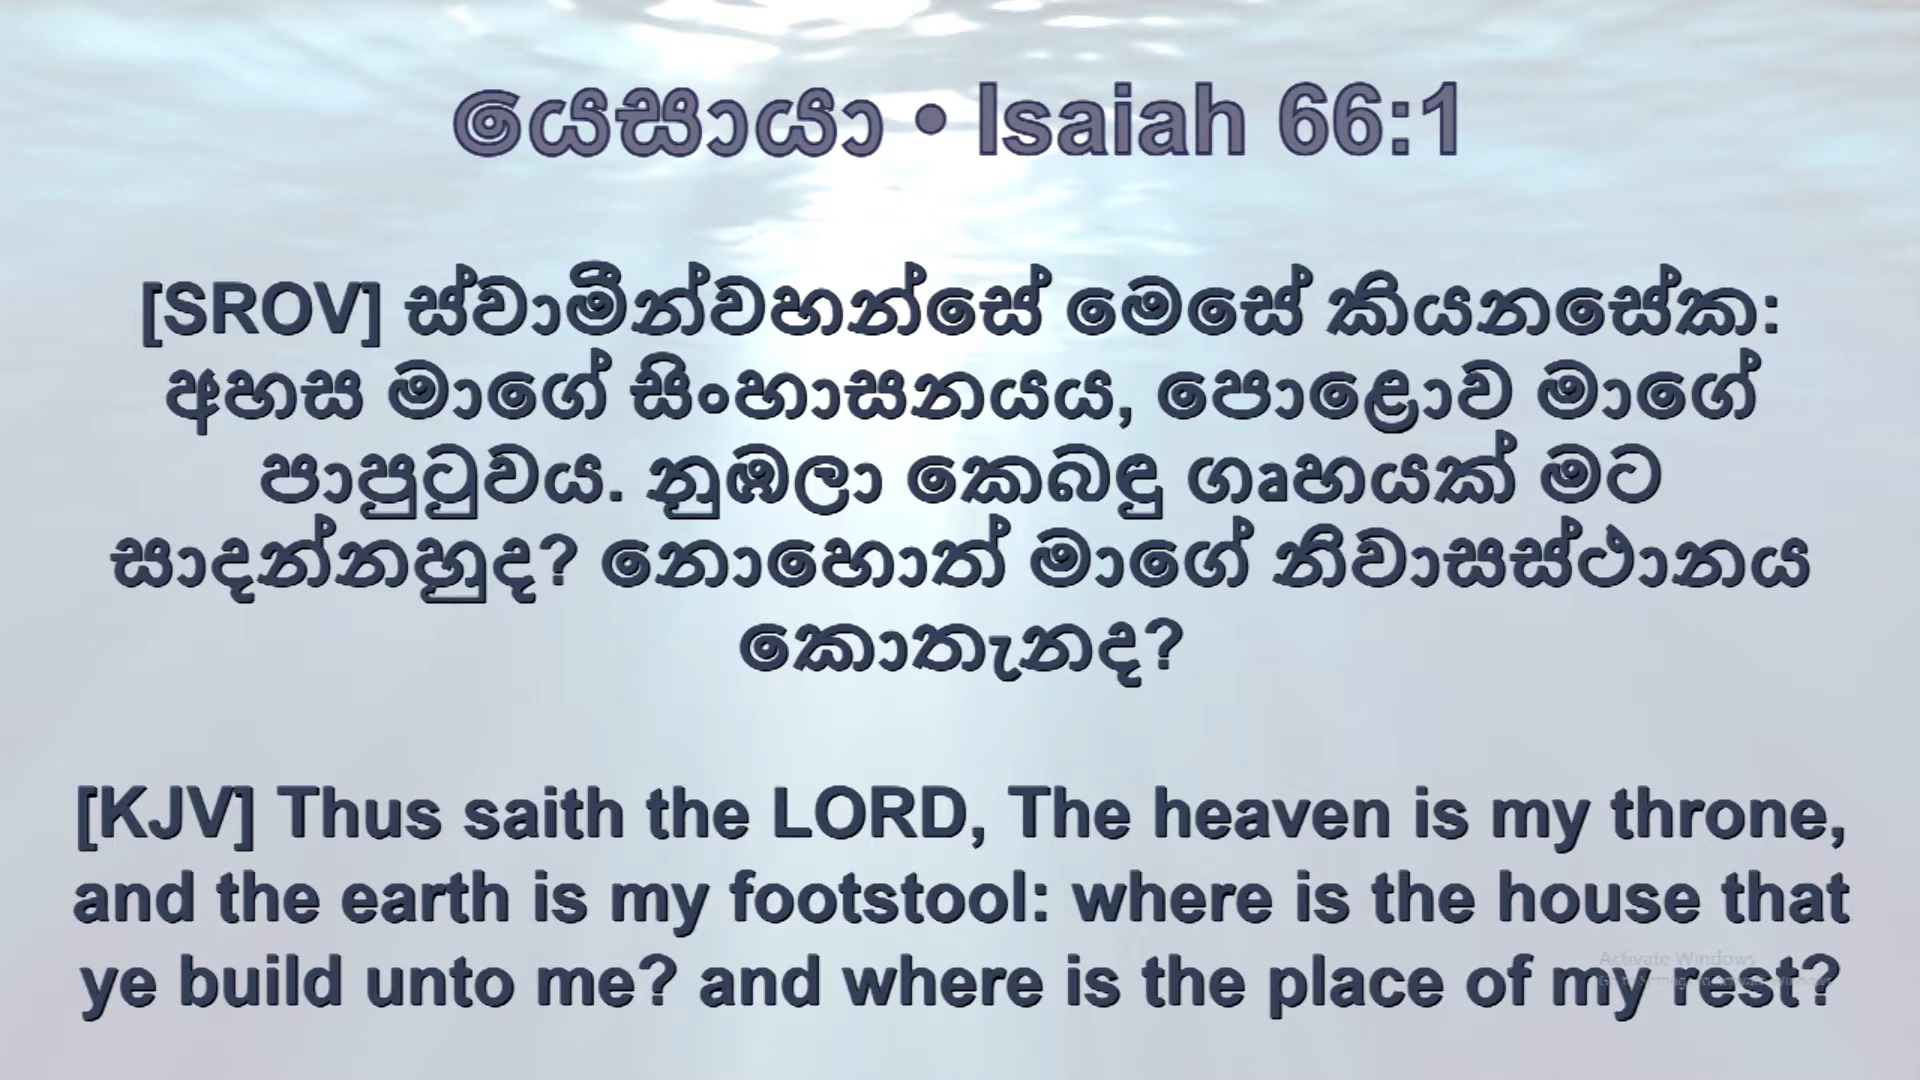 යෙසායා • Isaiah 66:1
[SROV] ස්වාමීන්වහන්සේ මෙසේ කියනසේක:
අහස මාගේ සිංහාසනයය, පොළොව මාගේ
පාපුටුවය. නුඹලා කෙබඳු ගෘහයක් මට
සාදන්නහුද? නොහොත් මාගේ නිවාසස්ථානය
කොතැනද?
[KJV] Thus saith the LORD, The heaven is my throne,
and the earth is my footstool: where is the house that
ye build unto me? and where is the place of my rest?
Activate Windows